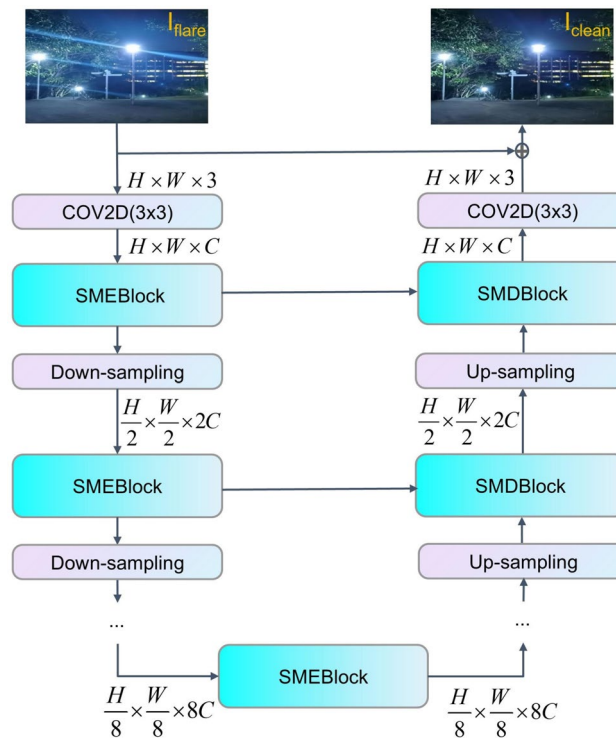 I_flare
I_clean
H × W × 3
H × W × 3
COV2D(3x3)
COV2D(3x3)
H × W × C
H × W × C
SMEBlock
SMDBlock
Down-sampling
Up-sampling
H/2 × W/2 × 2C
H/2 × W/2 × 2C
SMEBlock
SMDBlock
Down-sampling
Up-sampling
...
...
SMEBlock
H/8 × W/8 × 8C
H/8 × W/8 × 8C